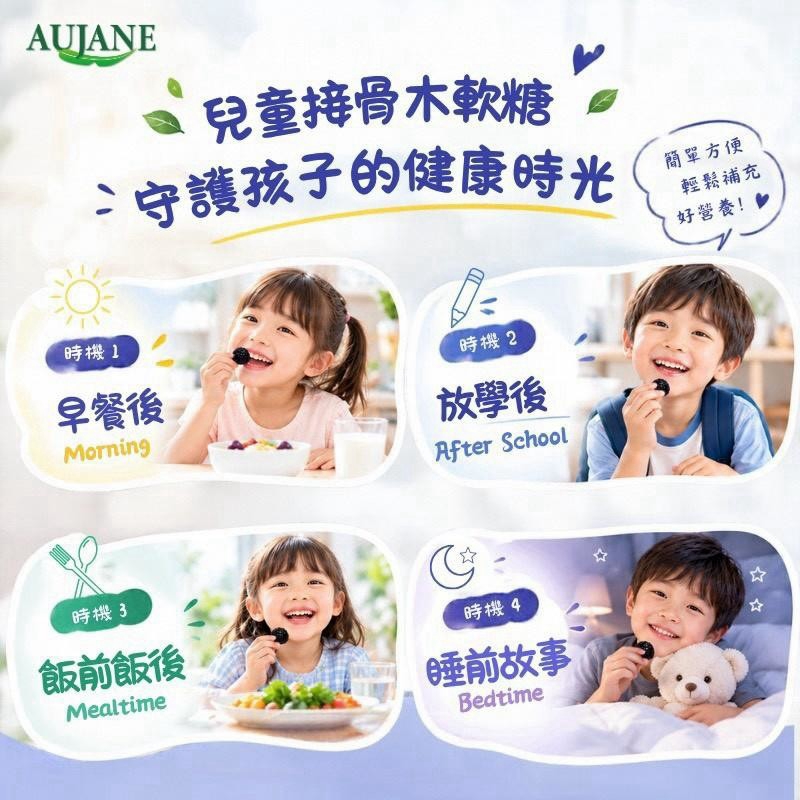 AUJANE
兒童接骨木軟糖
守護孩子的健康時光
簡單方便
輕鬆補充
好營養!
時機 1
早餐後
Morning
時機 2
放學後
After School
時機 3
飯前飯後
Mealtime
時機 4
睡前故事
Bedtime